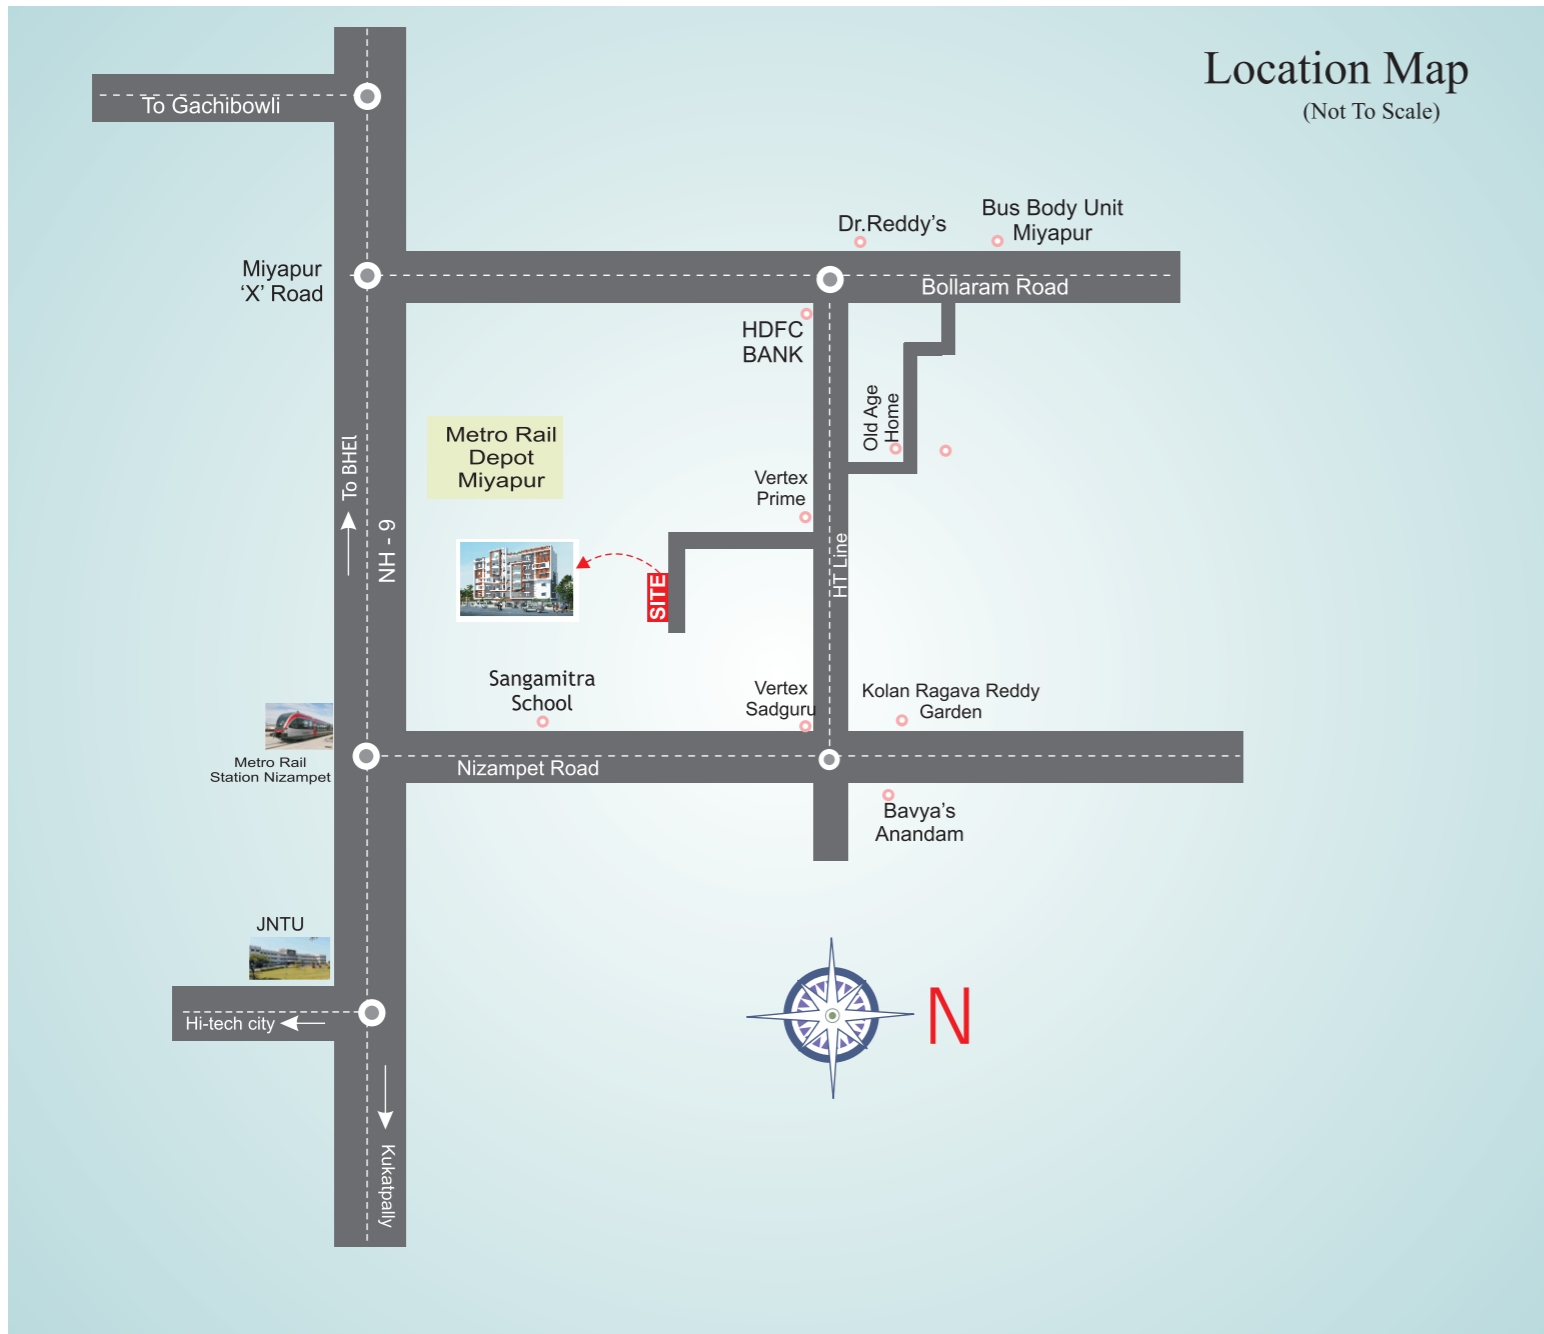 Location Map
(Not To Scale)
To Gachibowli
Dr.Reddy's
Bus Body Unit
Miyapur
Miyapur
‘X’ Road
Bollaram Road
HDFC
BANK
Old Age
Home
Metro Rail
Depot
Miyapur
To BHEl
NH - 9
Vertex
Prime
HT Line
SITE
Sangamitra
School
Vertex
Sadguru
Kolan Ragava Reddy
Garden
Metro Rail
Station Nizampet
Nizampet Road
Bavya’s
Anandam
JNTU
Hi-tech city
N
Kukatpally